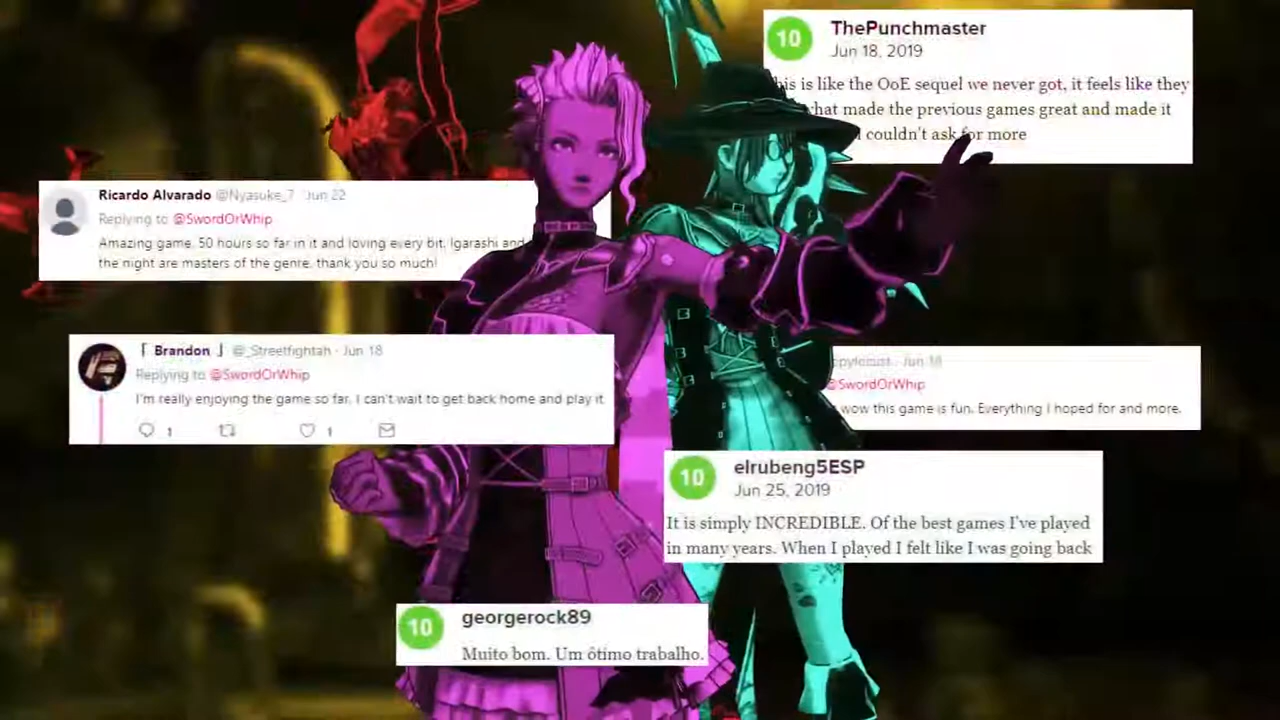 10
ThePunchmaster
Jun 18, 2019
is is like the OoE sequel we never got, it feels like they
what made the previous games great and made it
I couldn't ask for more
Ricardo Alvarado @Nyasuke_7 · Jun 22
Replying to @SwordOrWhip
Amazing game. 50 hours so far in it and loving every bit. Igarashi and
the night are masters of the genre. thank you so much!
「 Brandon 」 @_Streetfightah · Jun 18
Replying to @SwordOrWhip
I'm really enjoying the game so far. I can't wait to get back home and play it
1 1
Jun 18
@SwordOrWhip
wow this game is fun. Everything I hoped for and more.
10
elrubeng5ESP
Jun 25, 2019
It is simply INCREDIBLE. Of the best games I've played
in many years. When I played I felt like I was going back
10
georgerock89
Muito bom. Um ôtimo trabalho.